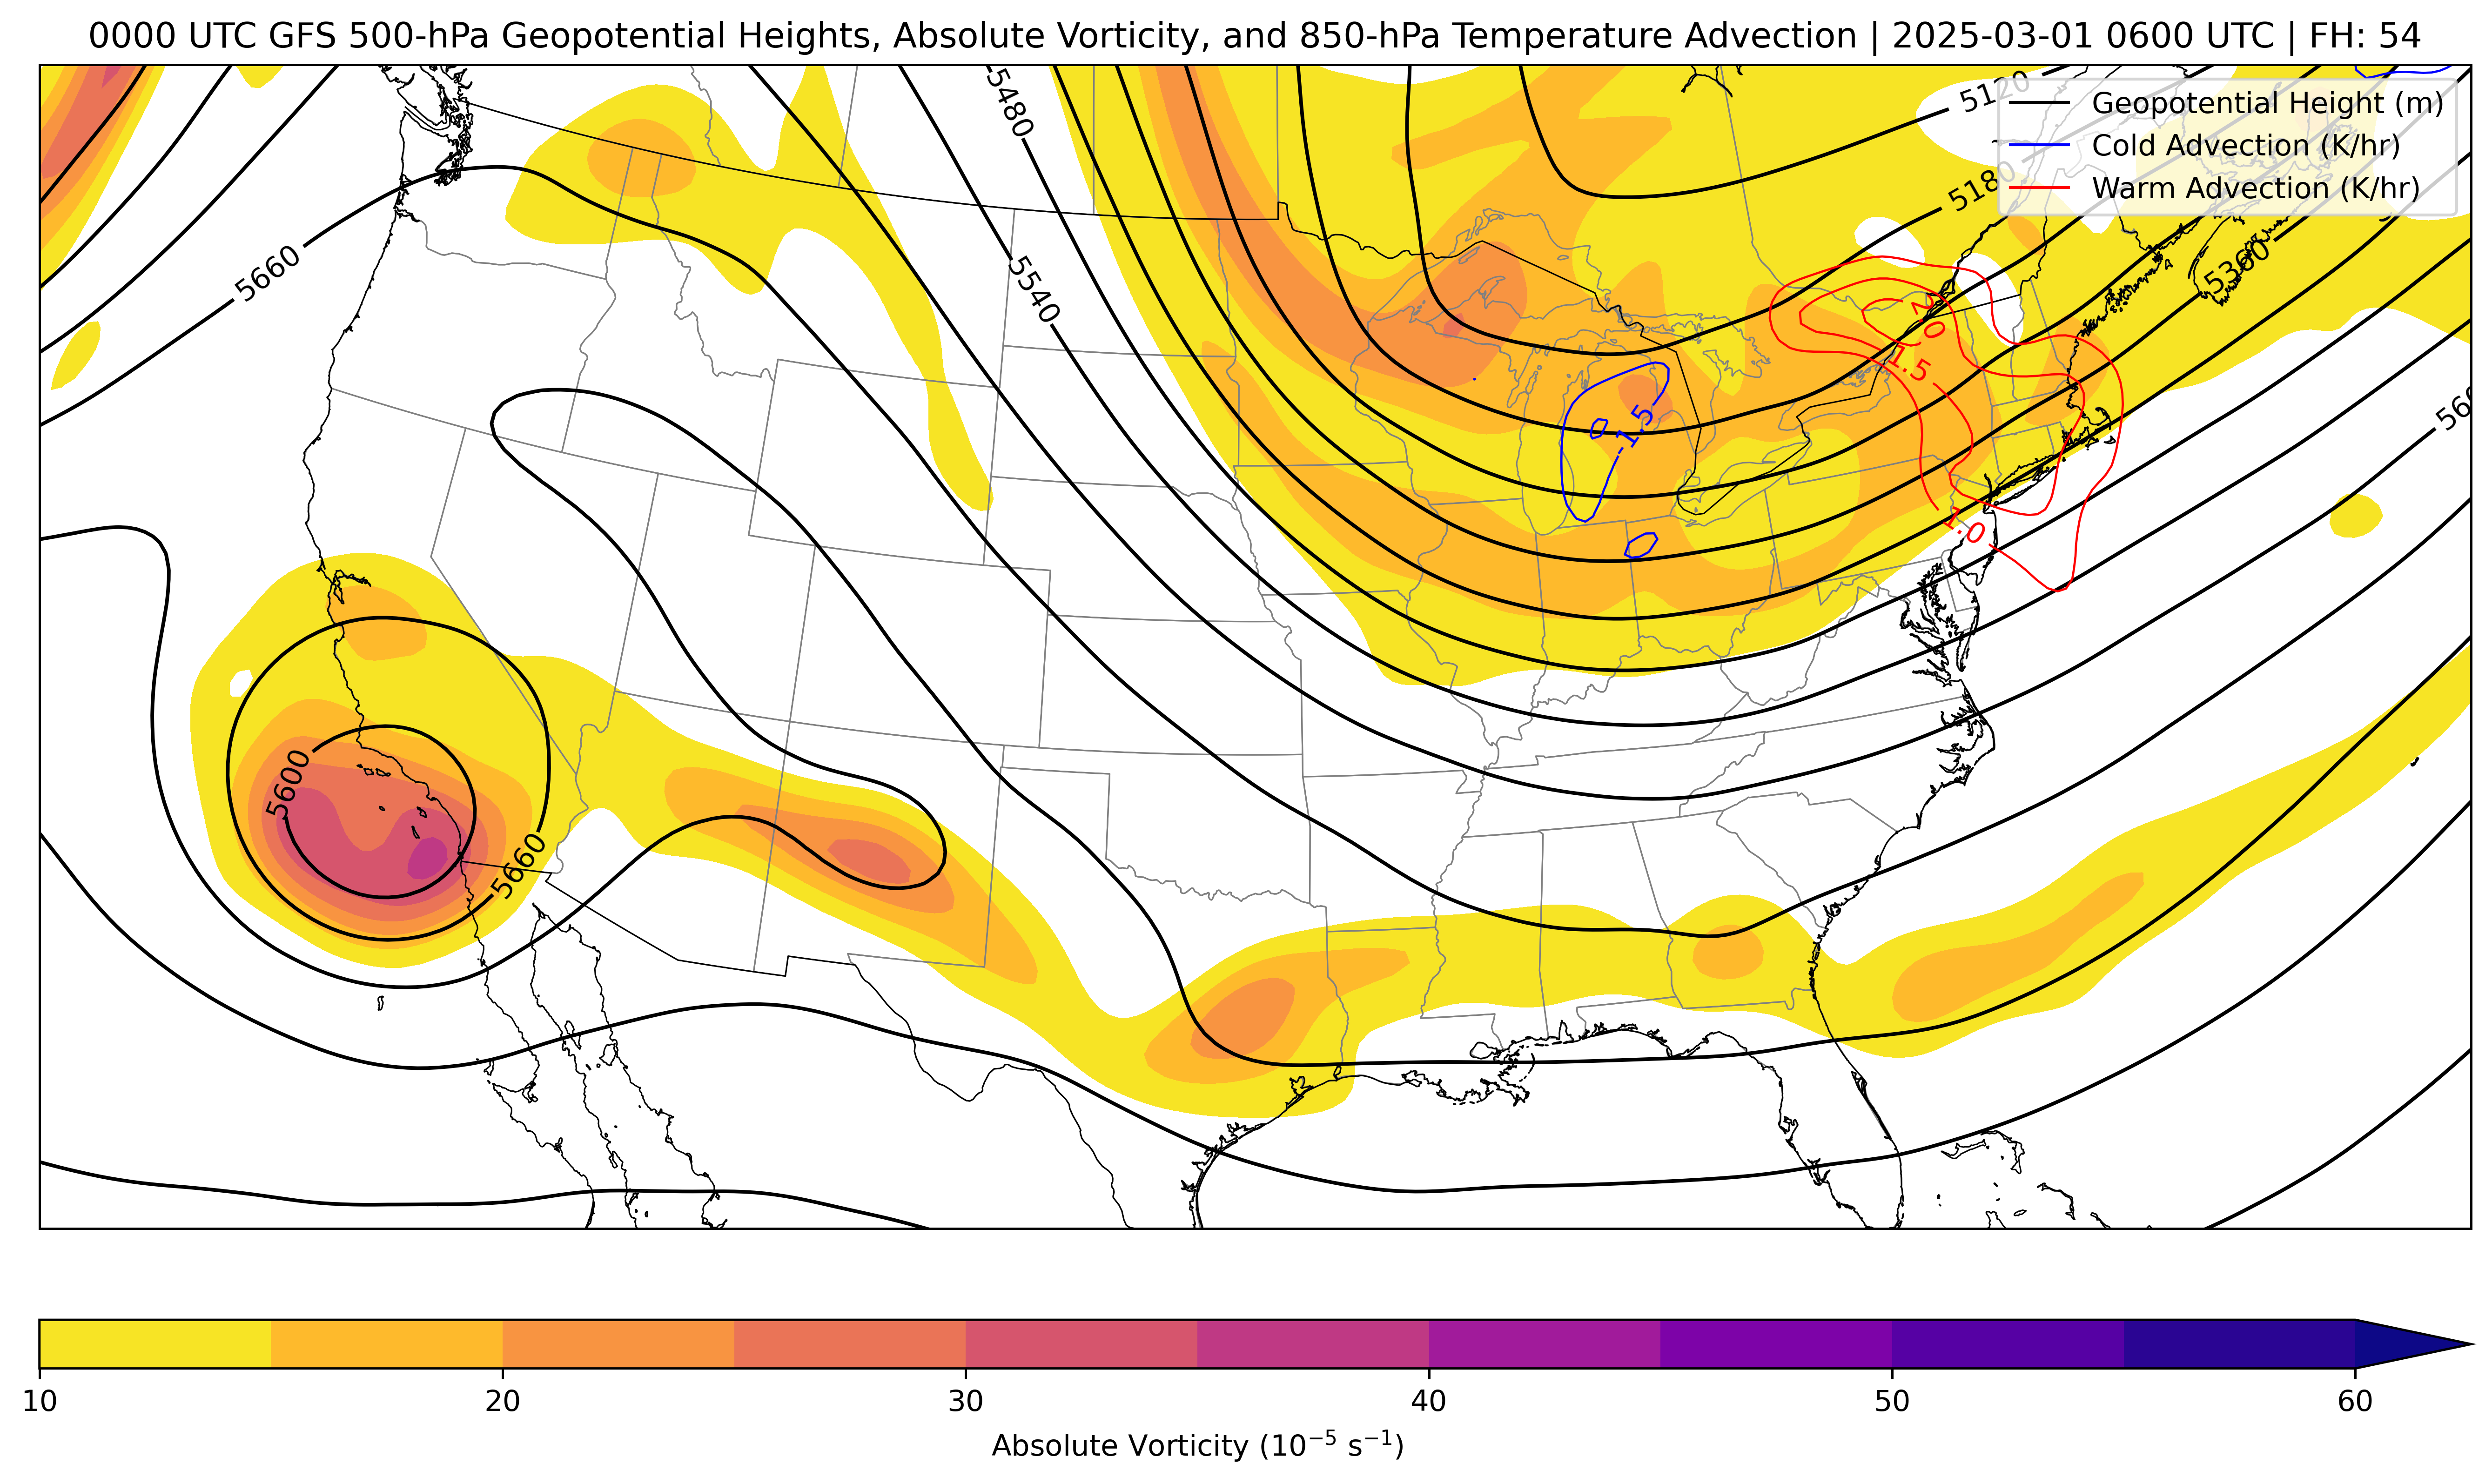 0000 UTC GFS 500-hPa Geopotential Heights, Absolute Vorticity, and 850-hPa Temperature Advection | 2025-03-01 0600 UTC | FH: 54
Geopotential Height (m)
Cold Advection (K/hr)
Warm Advection (K/hr)
5120
5480
5180
5660
5540
5360
2.0
1.5
-1.5
1.0
5600
5660
10 20 30 40 50 60
Absolute Vorticity (10⁻⁵ s⁻¹)